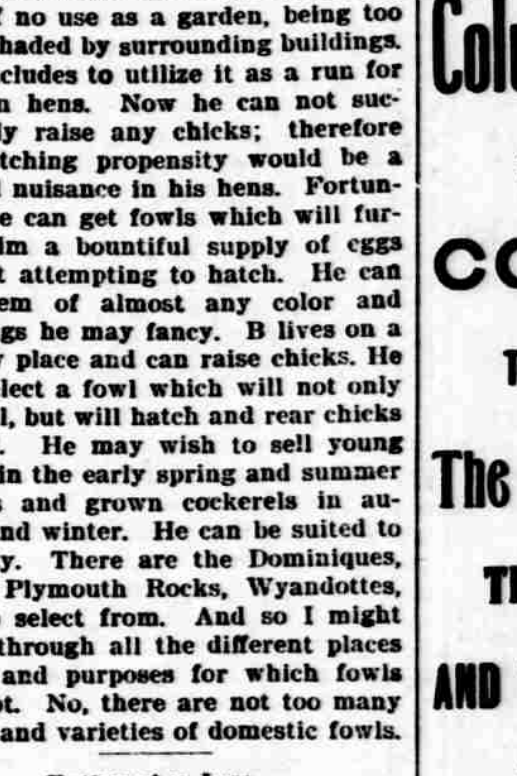 no use as a garden, being too
haded by surrounding buildings.
cludes to utilize it as a run for
n hens. Now he can not suc-
ly raise any chicks; therefore
tching propensity would be a
nuisance in his hens. Fortun-
e can get fowls which will fur-
im a bountiful supply of eggs
t attempting to hatch. He can
em of almost any color and
gs he may fancy. B lives on a
place and can raise chicks. He
lect a fowl which will not only
l, but will hatch and rear chicks
. He may wish to sell young
in the early spring and summer
s and grown cockerels in au-
nd winter. He can be suited to
y. There are the Dominiques,
Plymouth Rocks, Wyandottes,
select from. And so I might
through all the different places
and purposes for which fowls
pt. No, there are not too many
and varieties of domestic fowls.
Colu
CO
T
The
TH
AND